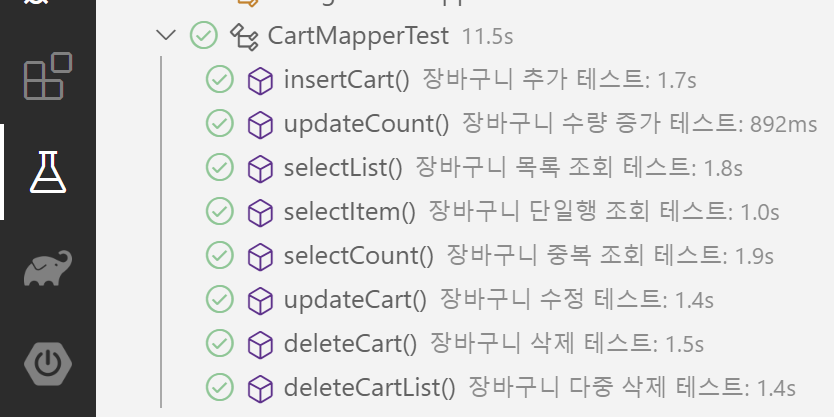 CartMapperTest 11.5s
insertCart() 장바구니 추가 테스트: 1.7s
updateCount() 장바구니 수량 증가 테스트: 892ms
selectList() 장바구니 목록 조회 테스트: 1.8s
selectItem() 장바구니 단일행 조회 테스트: 1.0s
selectCount() 장바구니 중복 조회 테스트: 1.9s
updateCart() 장바구니 수정 테스트: 1.4s
deleteCart() 장바구니 삭제 테스트: 1.5s
deleteCartList() 장바구니 다중 삭제 테스트: 1.4s